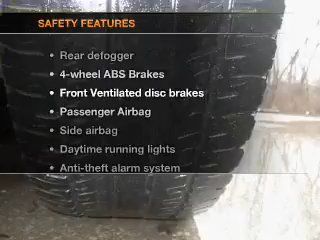 SAFETY FEATURES
• Rear defogger
• 4-wheel ABS Brakes
• Front Ventilated disc brakes
• Passenger Airbag
• Side airbag
• Daytime running lights
• Anti-theft alarm system